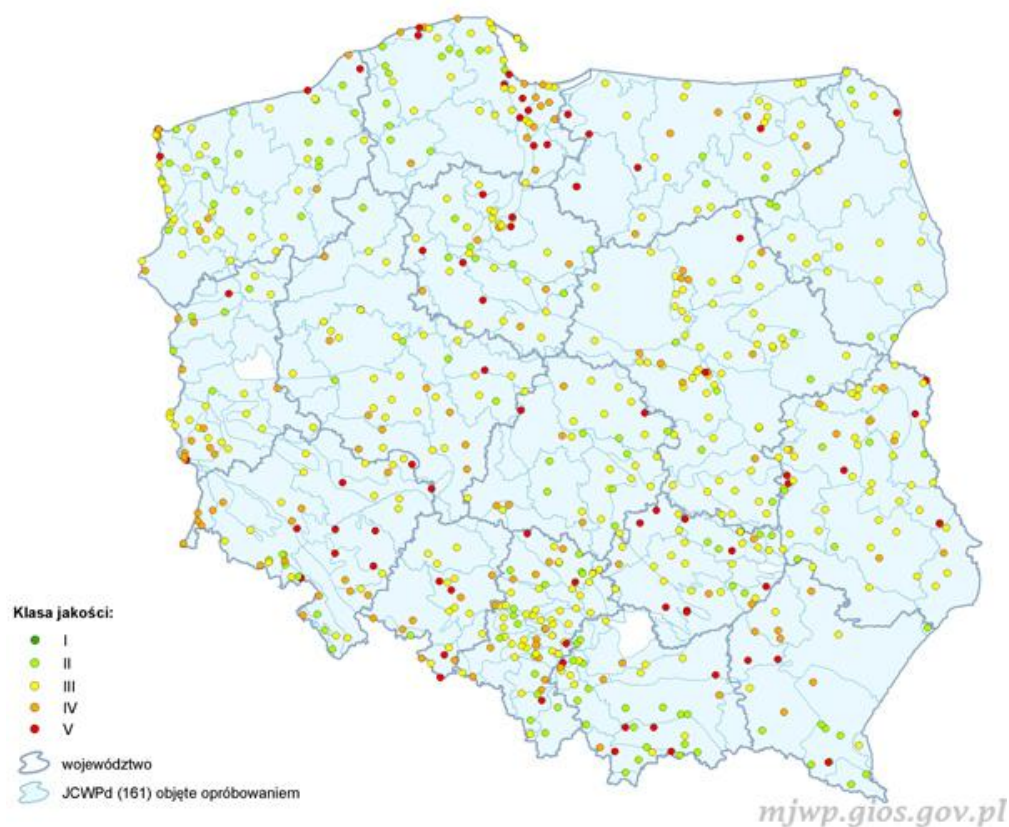 Klasa jakości:
I
II
III
IV
V
województwo
JCWPd (161) objęte opróbowaniem
mjwp.gios.gov.pl